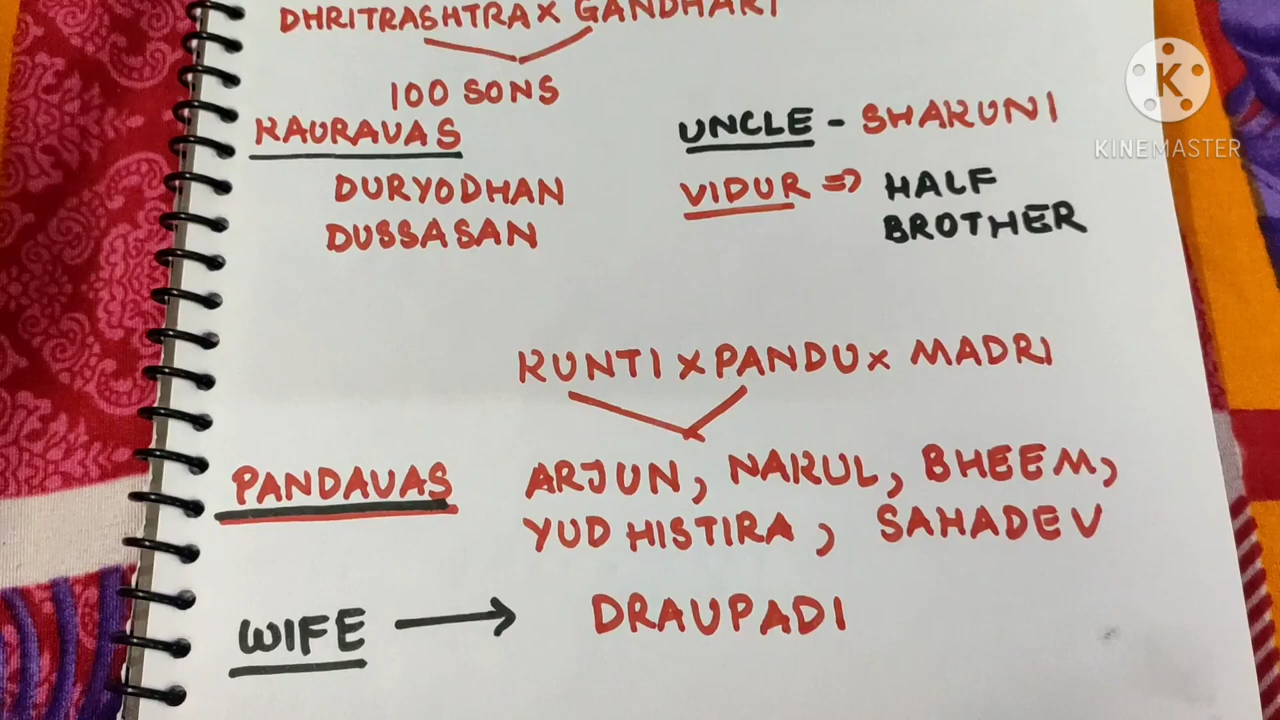 DHRITRASHTRA x GANDHARI
100 SONS
KAURAVAS
DURYODHAN
DUSSASAN
UNCLE - SHAKUNI
VIDUR => HALF
BROTHER
KUNTI x PANDU x MADRI
PANDAVAS
ARJUN, NAKUL, BHEEM,
YUDHISTIRA, SAHADEV
WIFE → DRAUPADI
K
KINEMASTER